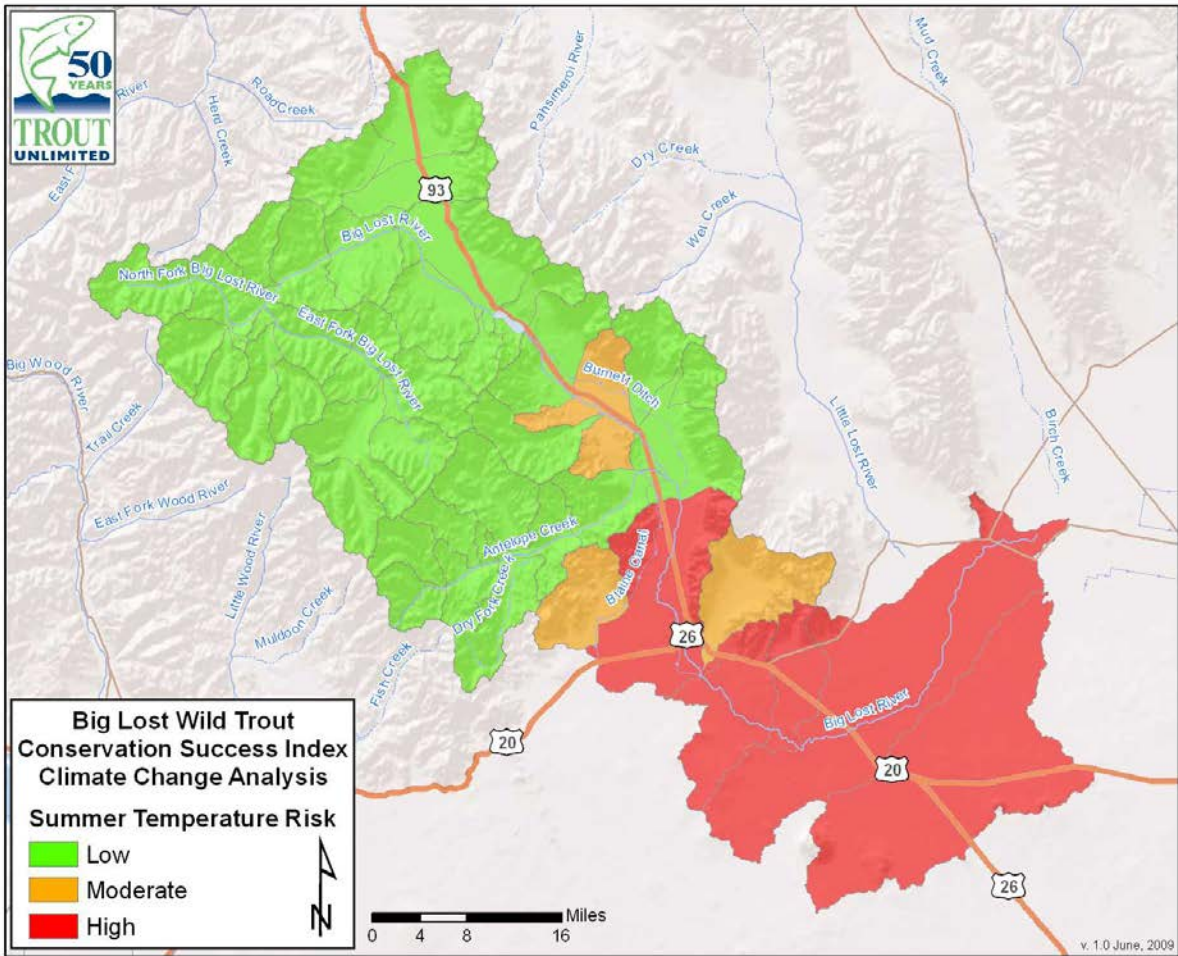 50
YEARS
TROUT
UNLIMITED
East Fork
River
Herd Creek
RoadCreek
Pahsimeroi River
Mud Creek
Dry Creek
Wet Creek
93
Big Lost River
North Fork Big Lost River
East Fork Big Lost River
Burnett Ditch
Big Wood River
Trail Creek
Little Lost River
Birch Creek
East Fork Wood River
Little Wood River
Antelope Creek
Blaine Canal
Dry Fork Creek
Muldoon Creek
Fish Creek
26
Big Lost River
20
20
26
Big Lost Wild Trout
Conservation Success Index
Climate Change Analysis
Summer Temperature Risk
Low
Moderate
High
N
Miles
0 4 8 16
v. 1.0 June, 2009